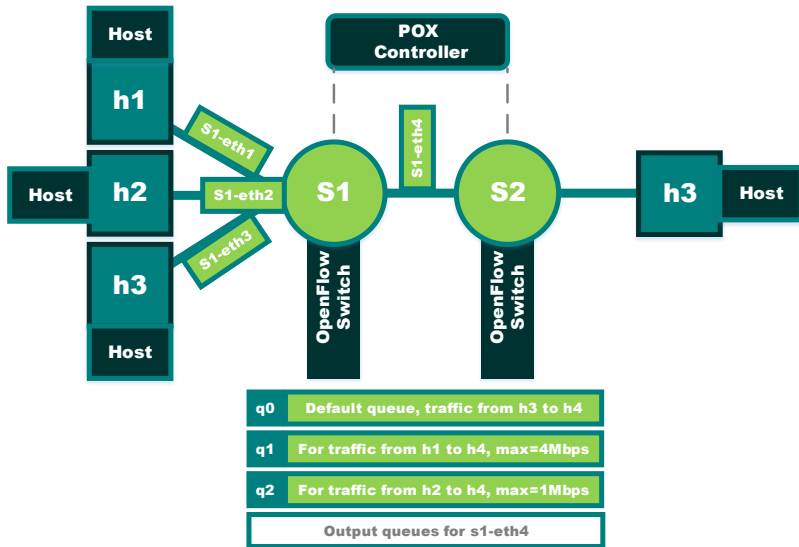 Host
POX
Controller
h1
S1-eth1
S1-eth4
Host
h2
S1-eth2
S1
S2
h3
Host
S1-eth3
h3
Host
OpenFlow
Switch
OpenFlow
Switch
q0 Default queue, traffic from h3 to h4
q1 For traffic from h1 to h4, max=4Mbps
q2 For traffic from h2 to h4, max=1Mbps
Output queues for s1-eth4